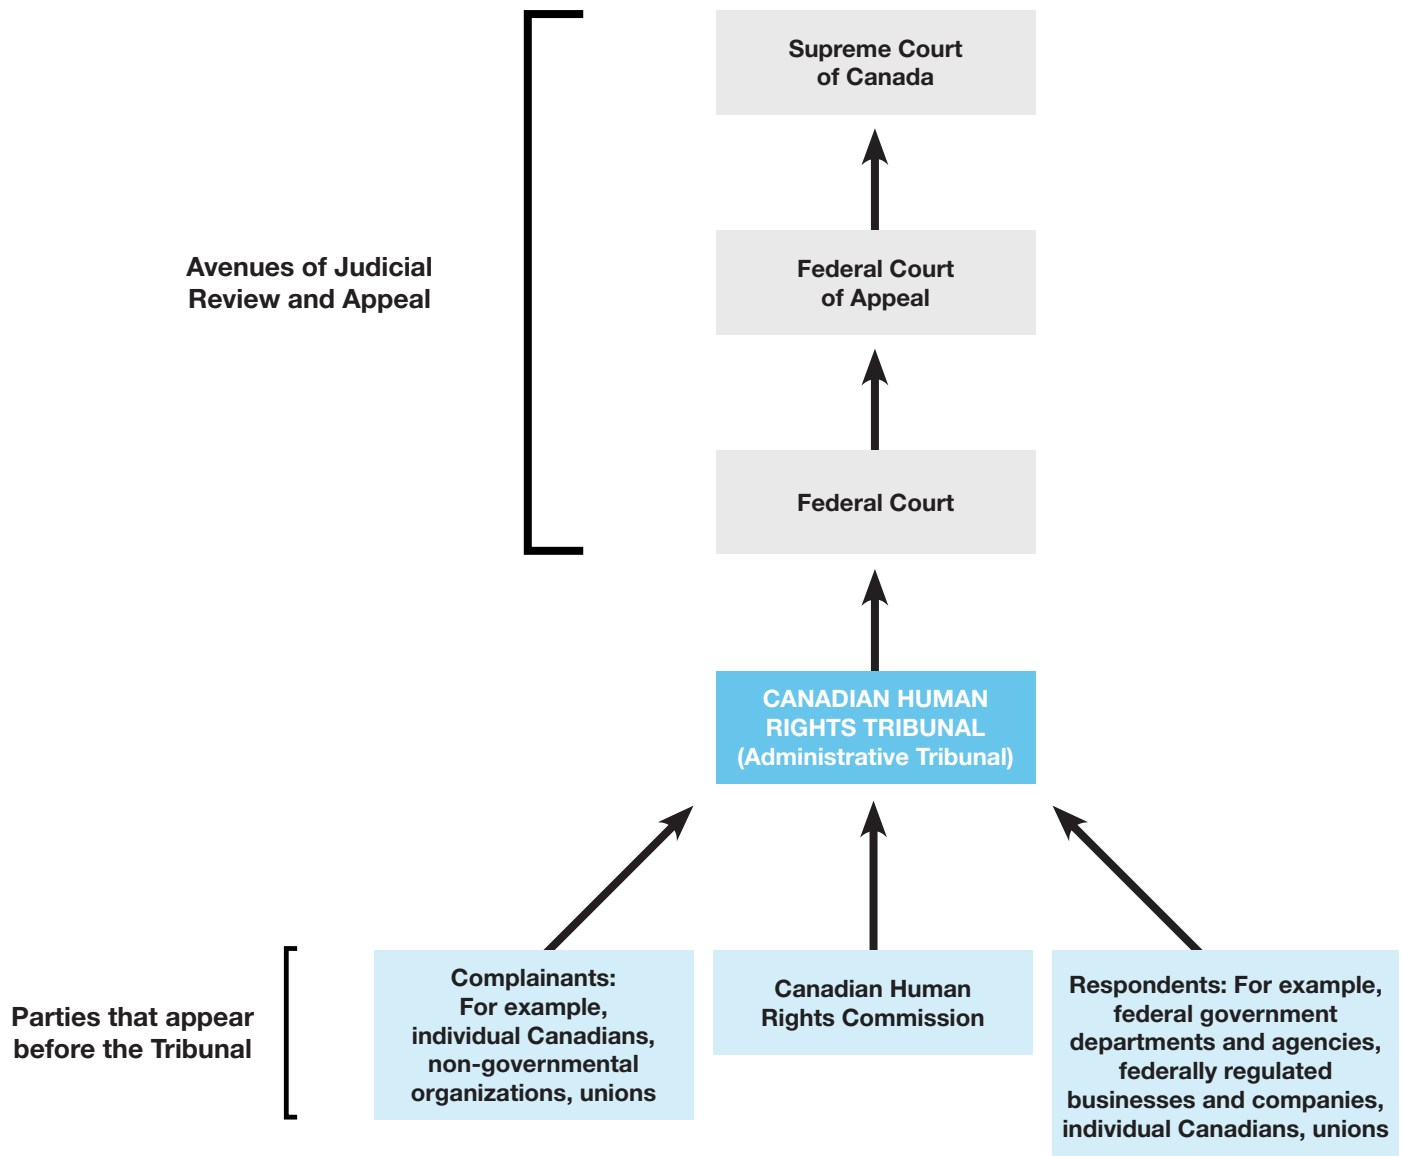 Supreme Court
of Canada
Avenues of Judicial
Review and Appeal
Federal Court
of Appeal
Federal Court
CANADIAN HUMAN
RIGHTS TRIBUNAL
(Administrative Tribunal)
Parties that appear
before the Tribunal
Complainants:
For example,
individual Canadians,
non-governmental
organizations, unions
Canadian Human
Rights Commission
Respondents: For example,
federal government
departments and agencies,
federally regulated
businesses and companies,
individual Canadians, unions